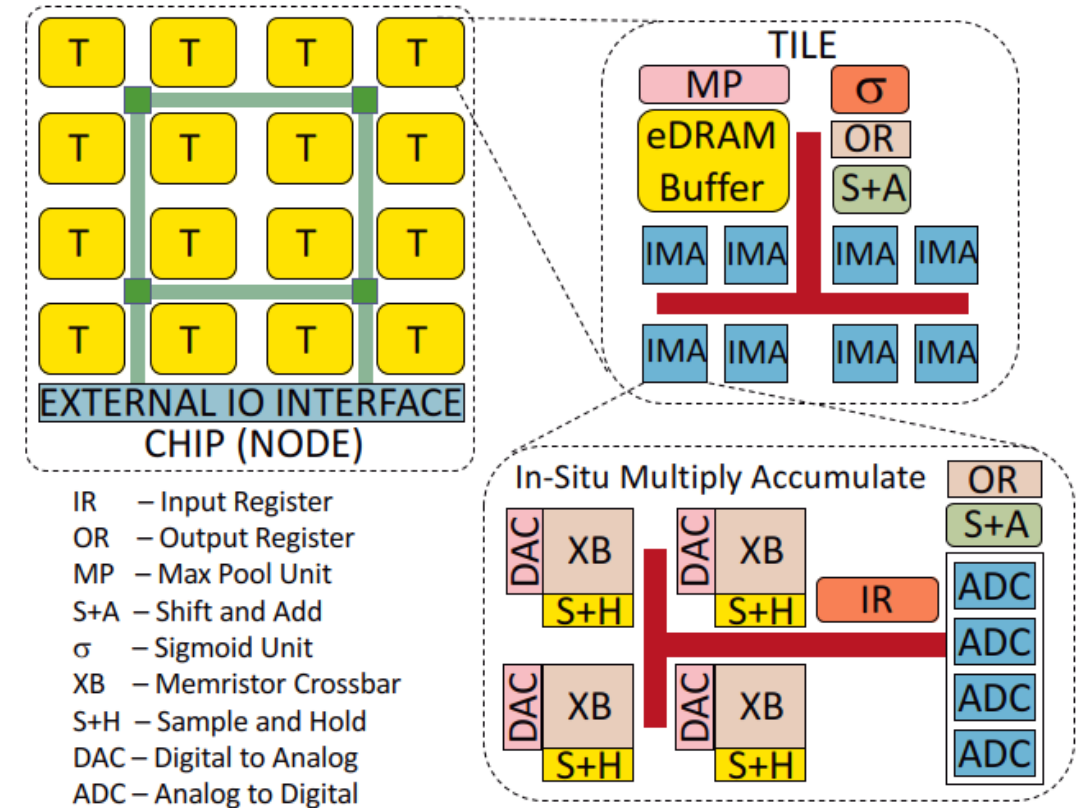 T T T T
T T T T
T T T T
T T T T
EXTERNAL IO INTERFACE
CHIP (NODE)
TILE
MP
σ
eDRAM
Buffer
OR
S+A
IMA IMA IMA IMA
IMA IMA IMA IMA
In-Situ Multiply Accumulate
OR
S+A
DAC XB
S+H
DAC XB
S+H
IR
ADC
ADC
ADC
ADC
DAC XB
S+H
DAC XB
S+H
IR – Input Register
OR – Output Register
MP – Max Pool Unit
S+A – Shift and Add
σ – Sigmoid Unit
XB – Memristor Crossbar
S+H – Sample and Hold
DAC – Digital to Analog
ADC – Analog to Digital